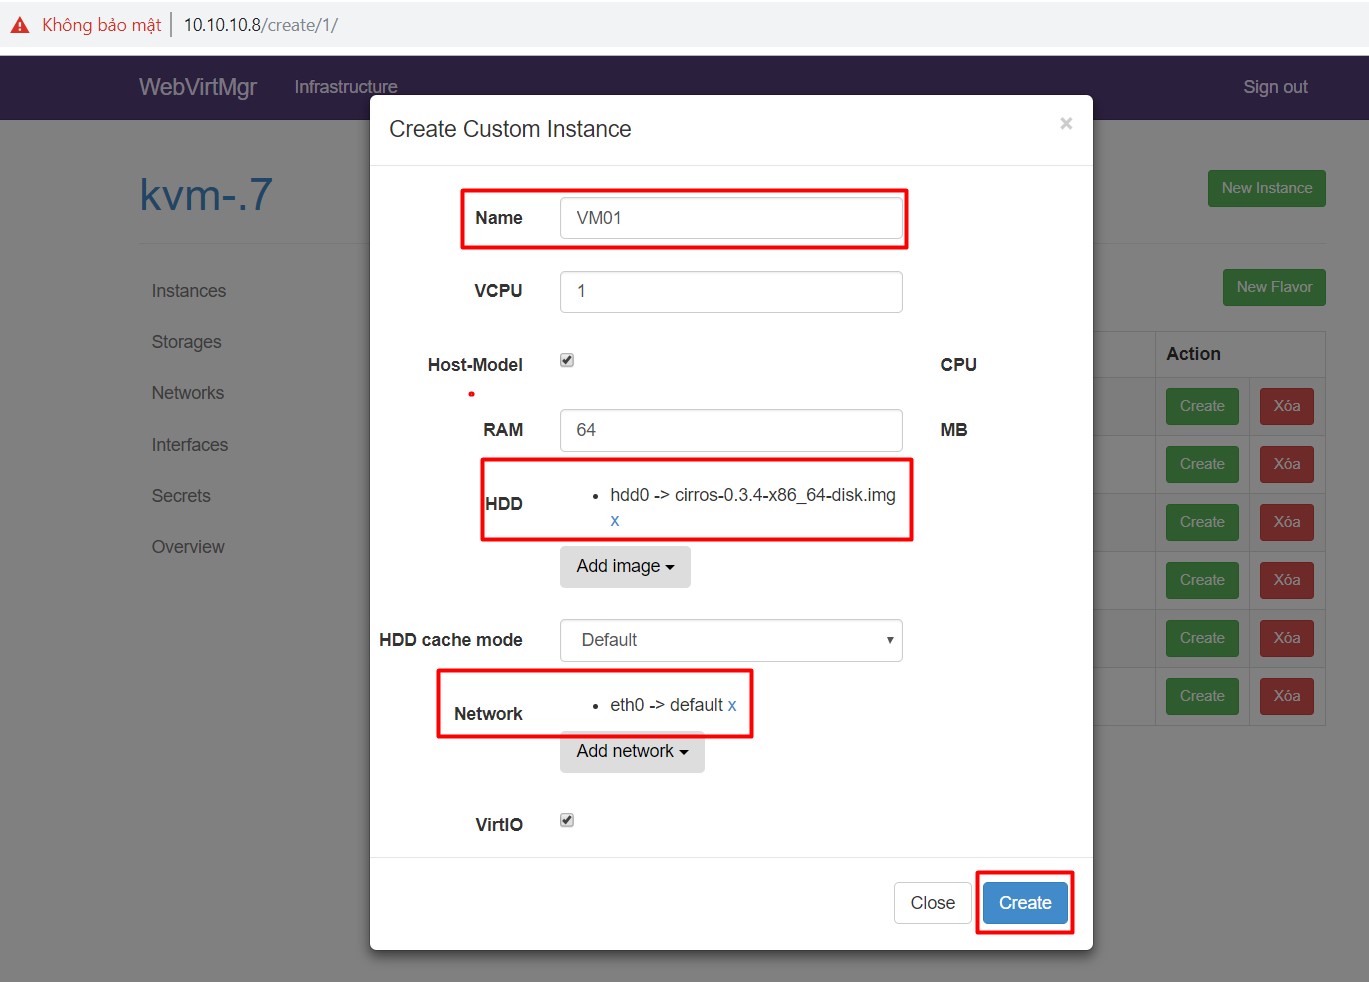 Không bảo mật 10.10.10.8/create/1/
WebVirtMgr Infrastructure Sign out
Create Custom Instance ×
kvm-.7
New Instance
Name VM01
Instances
VCPU 1
New Flavor
Storages
Host-Model CPU
Action
Networks
Create Xóa
RAM 64 MB
Interfaces
Create Xóa
Secrets
HDD hdd0 -> cirros-0.3.4-x86_64-disk.img
x
Create Xóa
Overview
Add image
Create Xóa
HDD cache mode Default
Create Xóa
Network eth0 -> default x
Create Xóa
Add network
VirtIO
Close Create